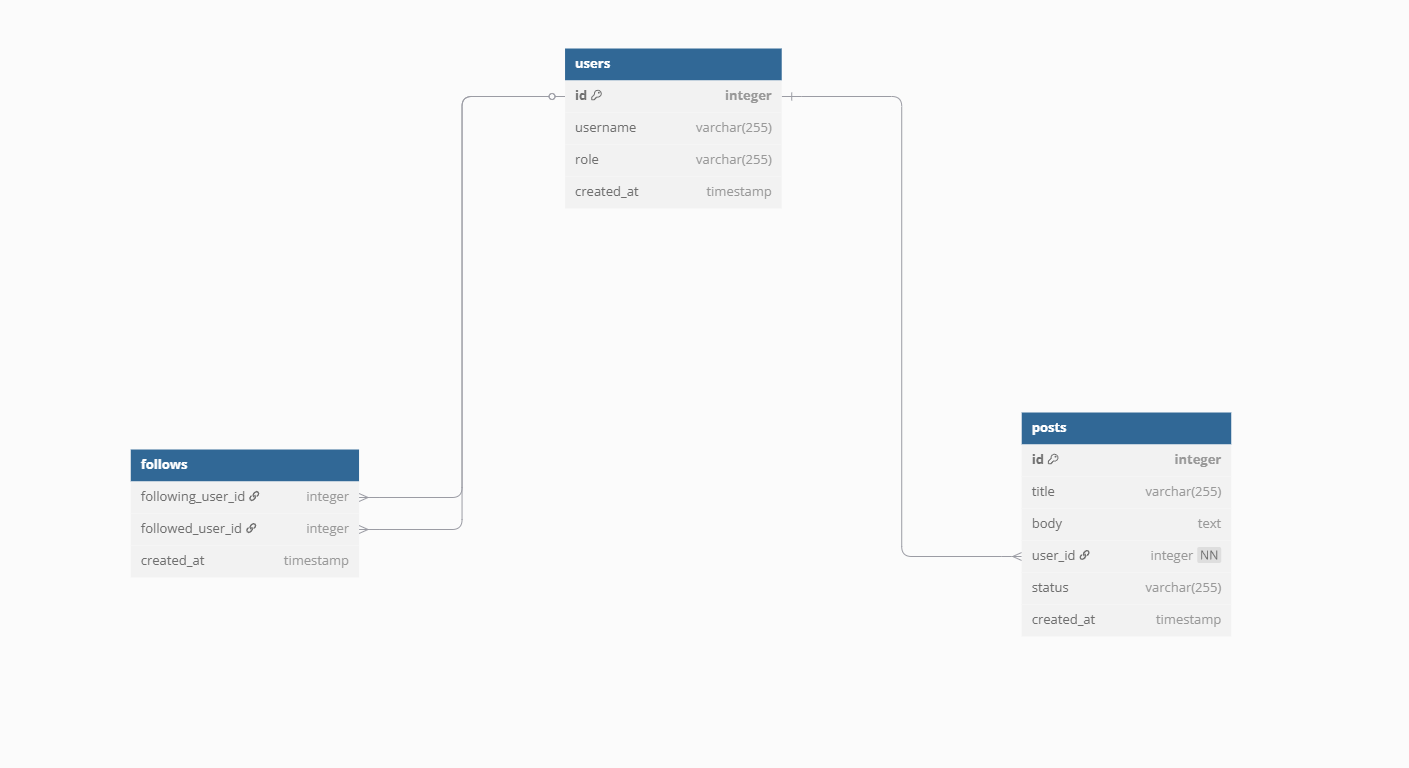 users
id integer
username varchar(255)
role varchar(255)
created_at timestamp
follows
following_user_id integer
followed_user_id integer
created_at timestamp
posts
id integer
title varchar(255)
body text
user_id integer NN
status varchar(255)
created_at timestamp